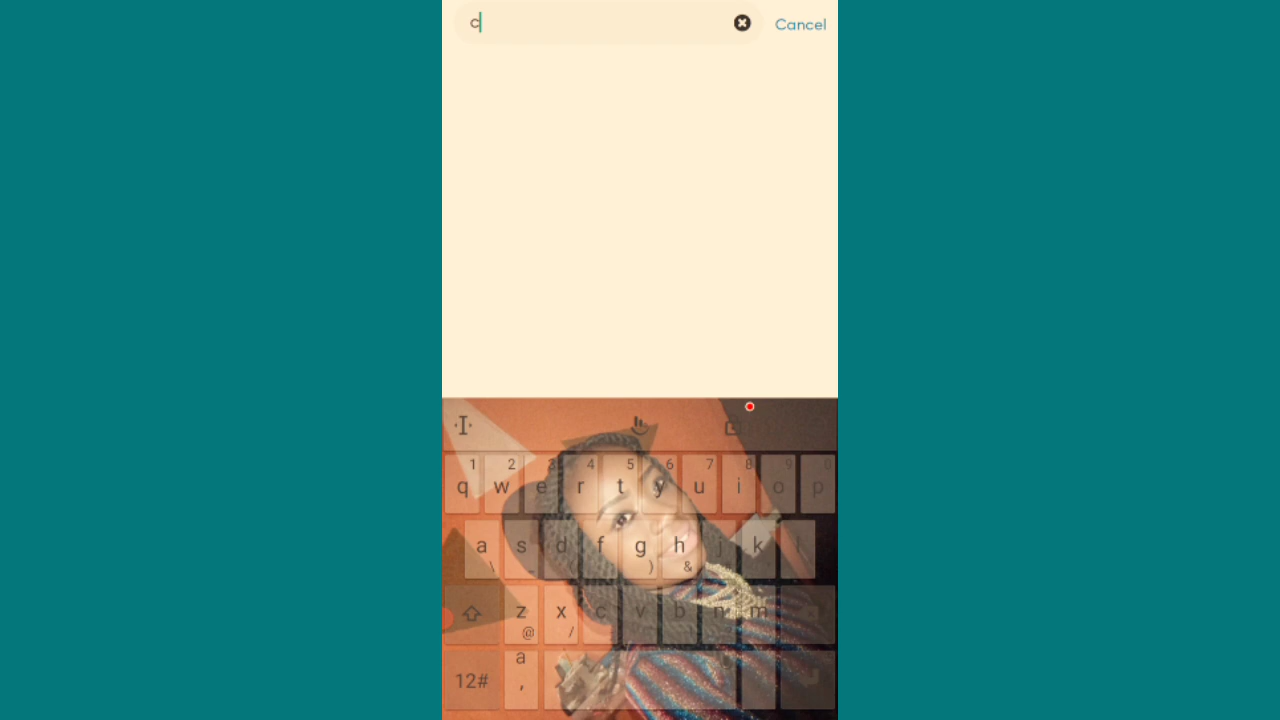 c Cancel
1 2 3 4 5 6 7 8 9 0
q w e r t y u i o p
a s d f g h j k l
\ - ) &
z x c v b n m
@ /
12# a ,